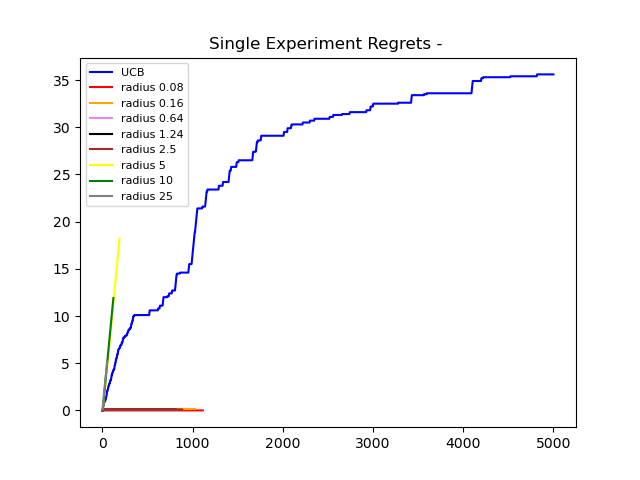 Single Experiment Regrets -
UCB
radius 0.08
radius 0.16
radius 0.64
radius 1.24
radius 2.5
radius 5
radius 10
radius 25
35
30
25
20
15
10
5
0
0 1000 2000 3000 4000 5000